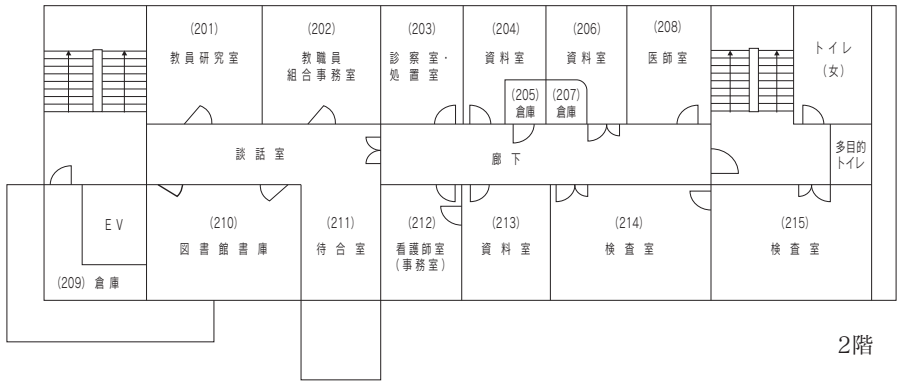 (201)
教員研究室
(202)
教職員
組合事務室
(203)
診察室・
処置室
(204)
資料室
(206)
資料室
(208)
医師室
トイレ
(女)
(205)
倉庫
(207)
倉庫
談話室
廊下
多目的
トイレ
EV
(209) 倉庫
(210)
図書館書庫
(211)
待合室
(212)
看護師室
(事務室)
(213)
資料室
(214)
検査室
(215)
検査室
2階